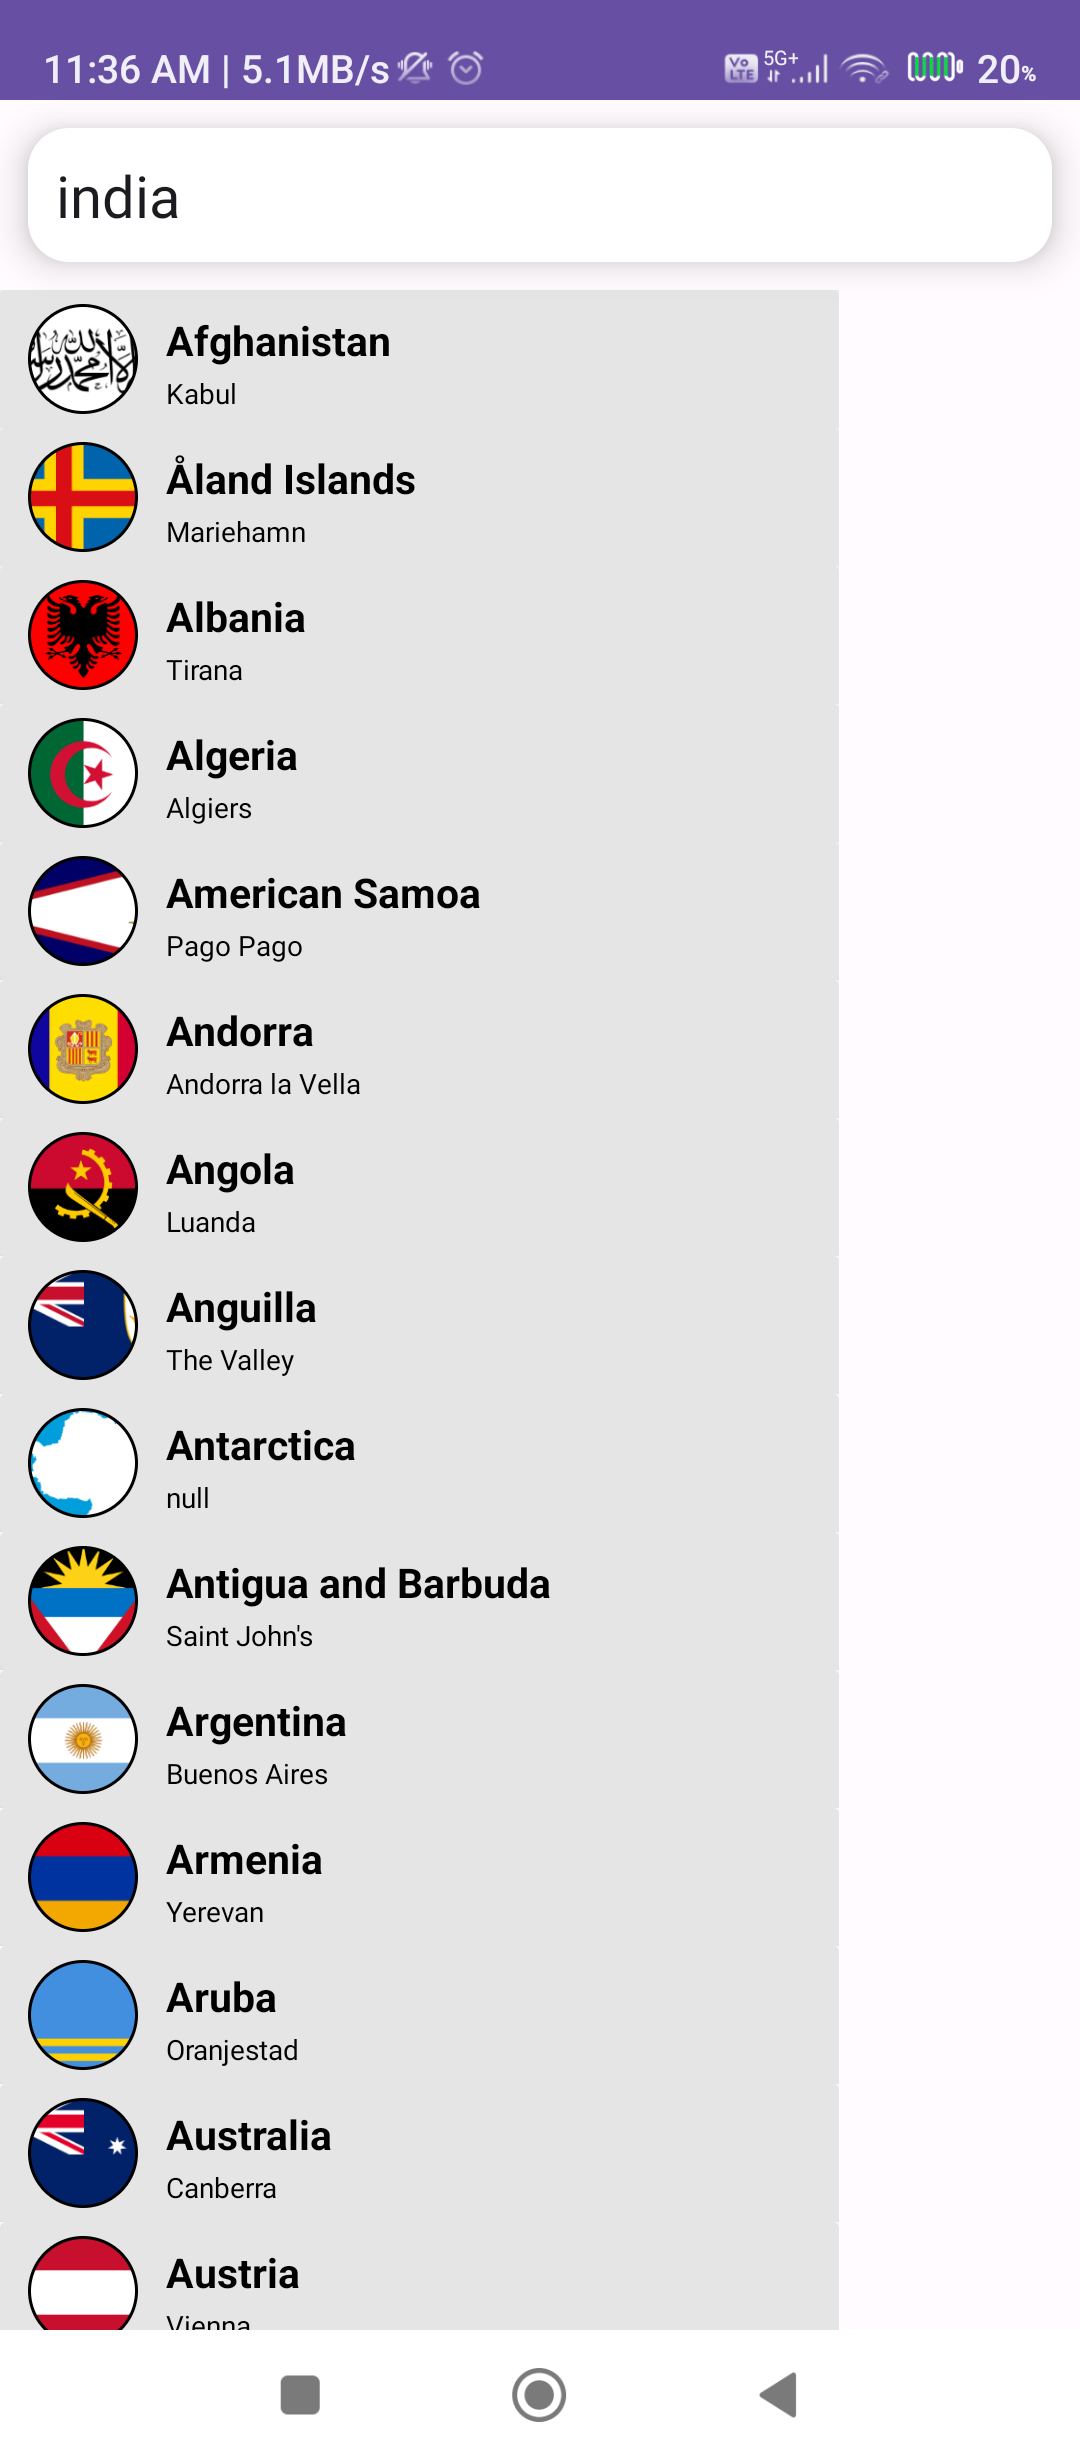 11:36 AM | 5.1MB/s VoLTE 5G+ 20%
india
Afghanistan
Kabul
Åland Islands
Mariehamn
Albania
Tirana
Algeria
Algiers
American Samoa
Pago Pago
Andorra
Andorra la Vella
Angola
Luanda
Anguilla
The Valley
Antarctica
null
Antigua and Barbuda
Saint John's
Argentina
Buenos Aires
Armenia
Yerevan
Aruba
Oranjestad
Australia
Canberra
Austria
Vienna